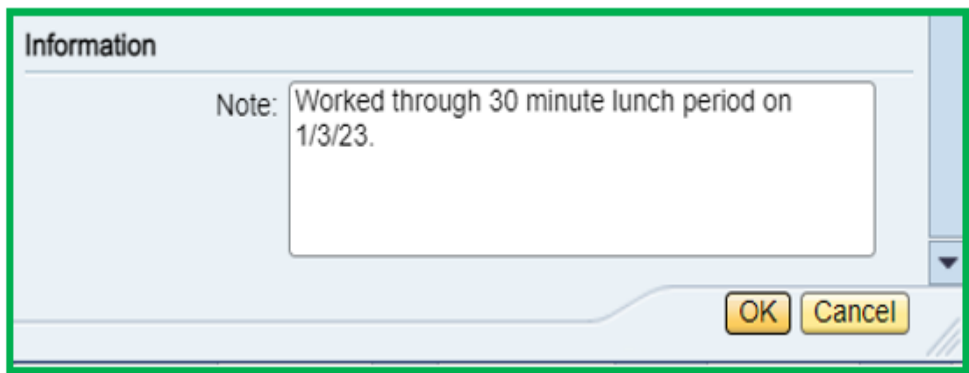 Information
Note: Worked through 30 minute lunch period on
1/3/23.
OK Cancel